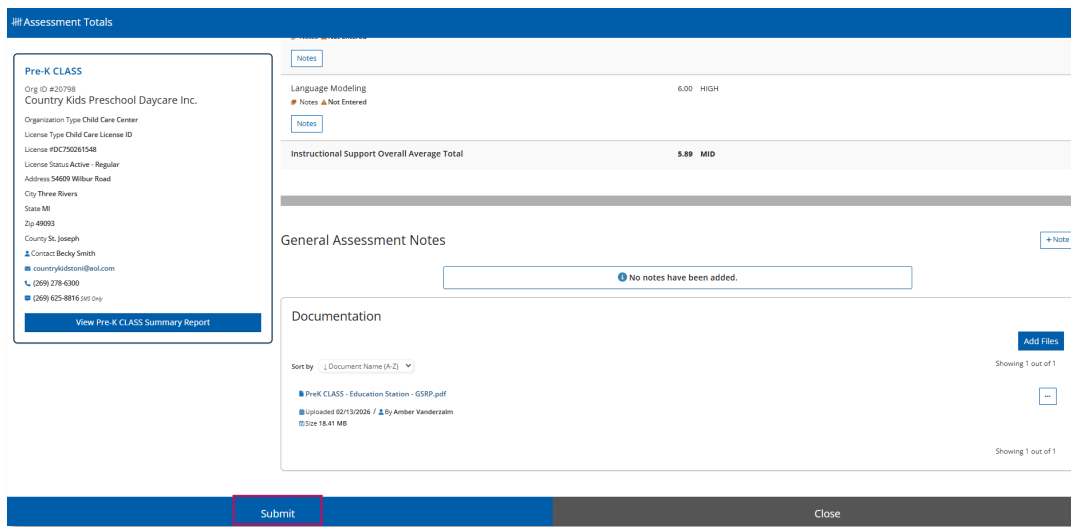 Assessment Totals
Pre-K CLASS
Org ID #20798
Country Kids Preschool Daycare Inc.
Organization Type Child Care Center
License Type Child Care License ID
License #DC750261548
License Status Active - Regular
Address 54609 Wilbur Road
City Three Rivers
State MI
Zip 49093
County St. Joseph
Contact Becky Smith
countrykidstoni@aol.com
(269) 278-6300
(269) 625-8816 SMS Only
View Pre-K CLASS Summary Report
Notes Not Entered
Notes
Language Modeling 6.00 HIGH
Notes Not Entered
Notes
Instructional Support Overall Average Total 5.89 MID
General Assessment Notes
+ Note
No notes have been added.
Documentation
Add Files
Sort by ↓ Document Name (A-Z)
Showing 1 out of 1
PreK CLASS - Education Station - GSRP.pdf
...
Uploaded 02/13/2026 / By Amber Vanderzalm
Size 18.41 MB
Showing 1 out of 1
Submit
Close